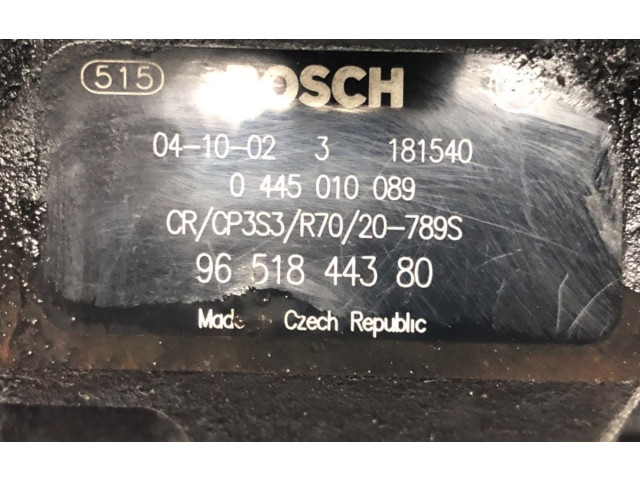 515 BOSCH
04-10-02 3 181540
0 445 010 089
CR/CP3S3/R70/20-789S
96 518 443 80
Made Czech Republic